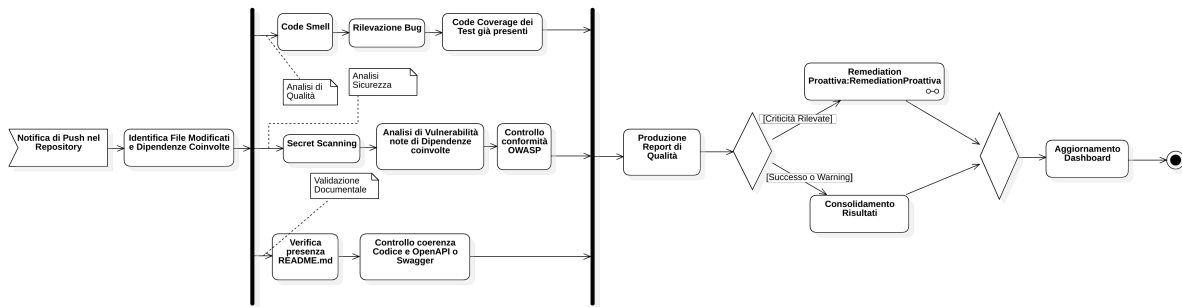 Notifica di Push nel
Repository
Identifica File Modificati
e Dipendenze Coinvolte
Code Smell
Rilevazione Bug
Code Coverage dei
Test già presenti
Analisi di
Qualità
Analisi
Sicurezza
Secret Scanning
Analisi di Vulnerabilità
note di Dipendenze
coinvolte
Controllo
conformità
OWASP
Validazione
Documentale
Verifica
presenza
README.md
Controllo coerenza
Codice e OpenAPI o
Swagger
Produzione
Report di
Qualità
[Criticità Rilevate]
Remediation
Proattiva:RemediationProattiva
[Successo o Warning]
Consolidamento
Risultati
Aggiornamento
Dashboard